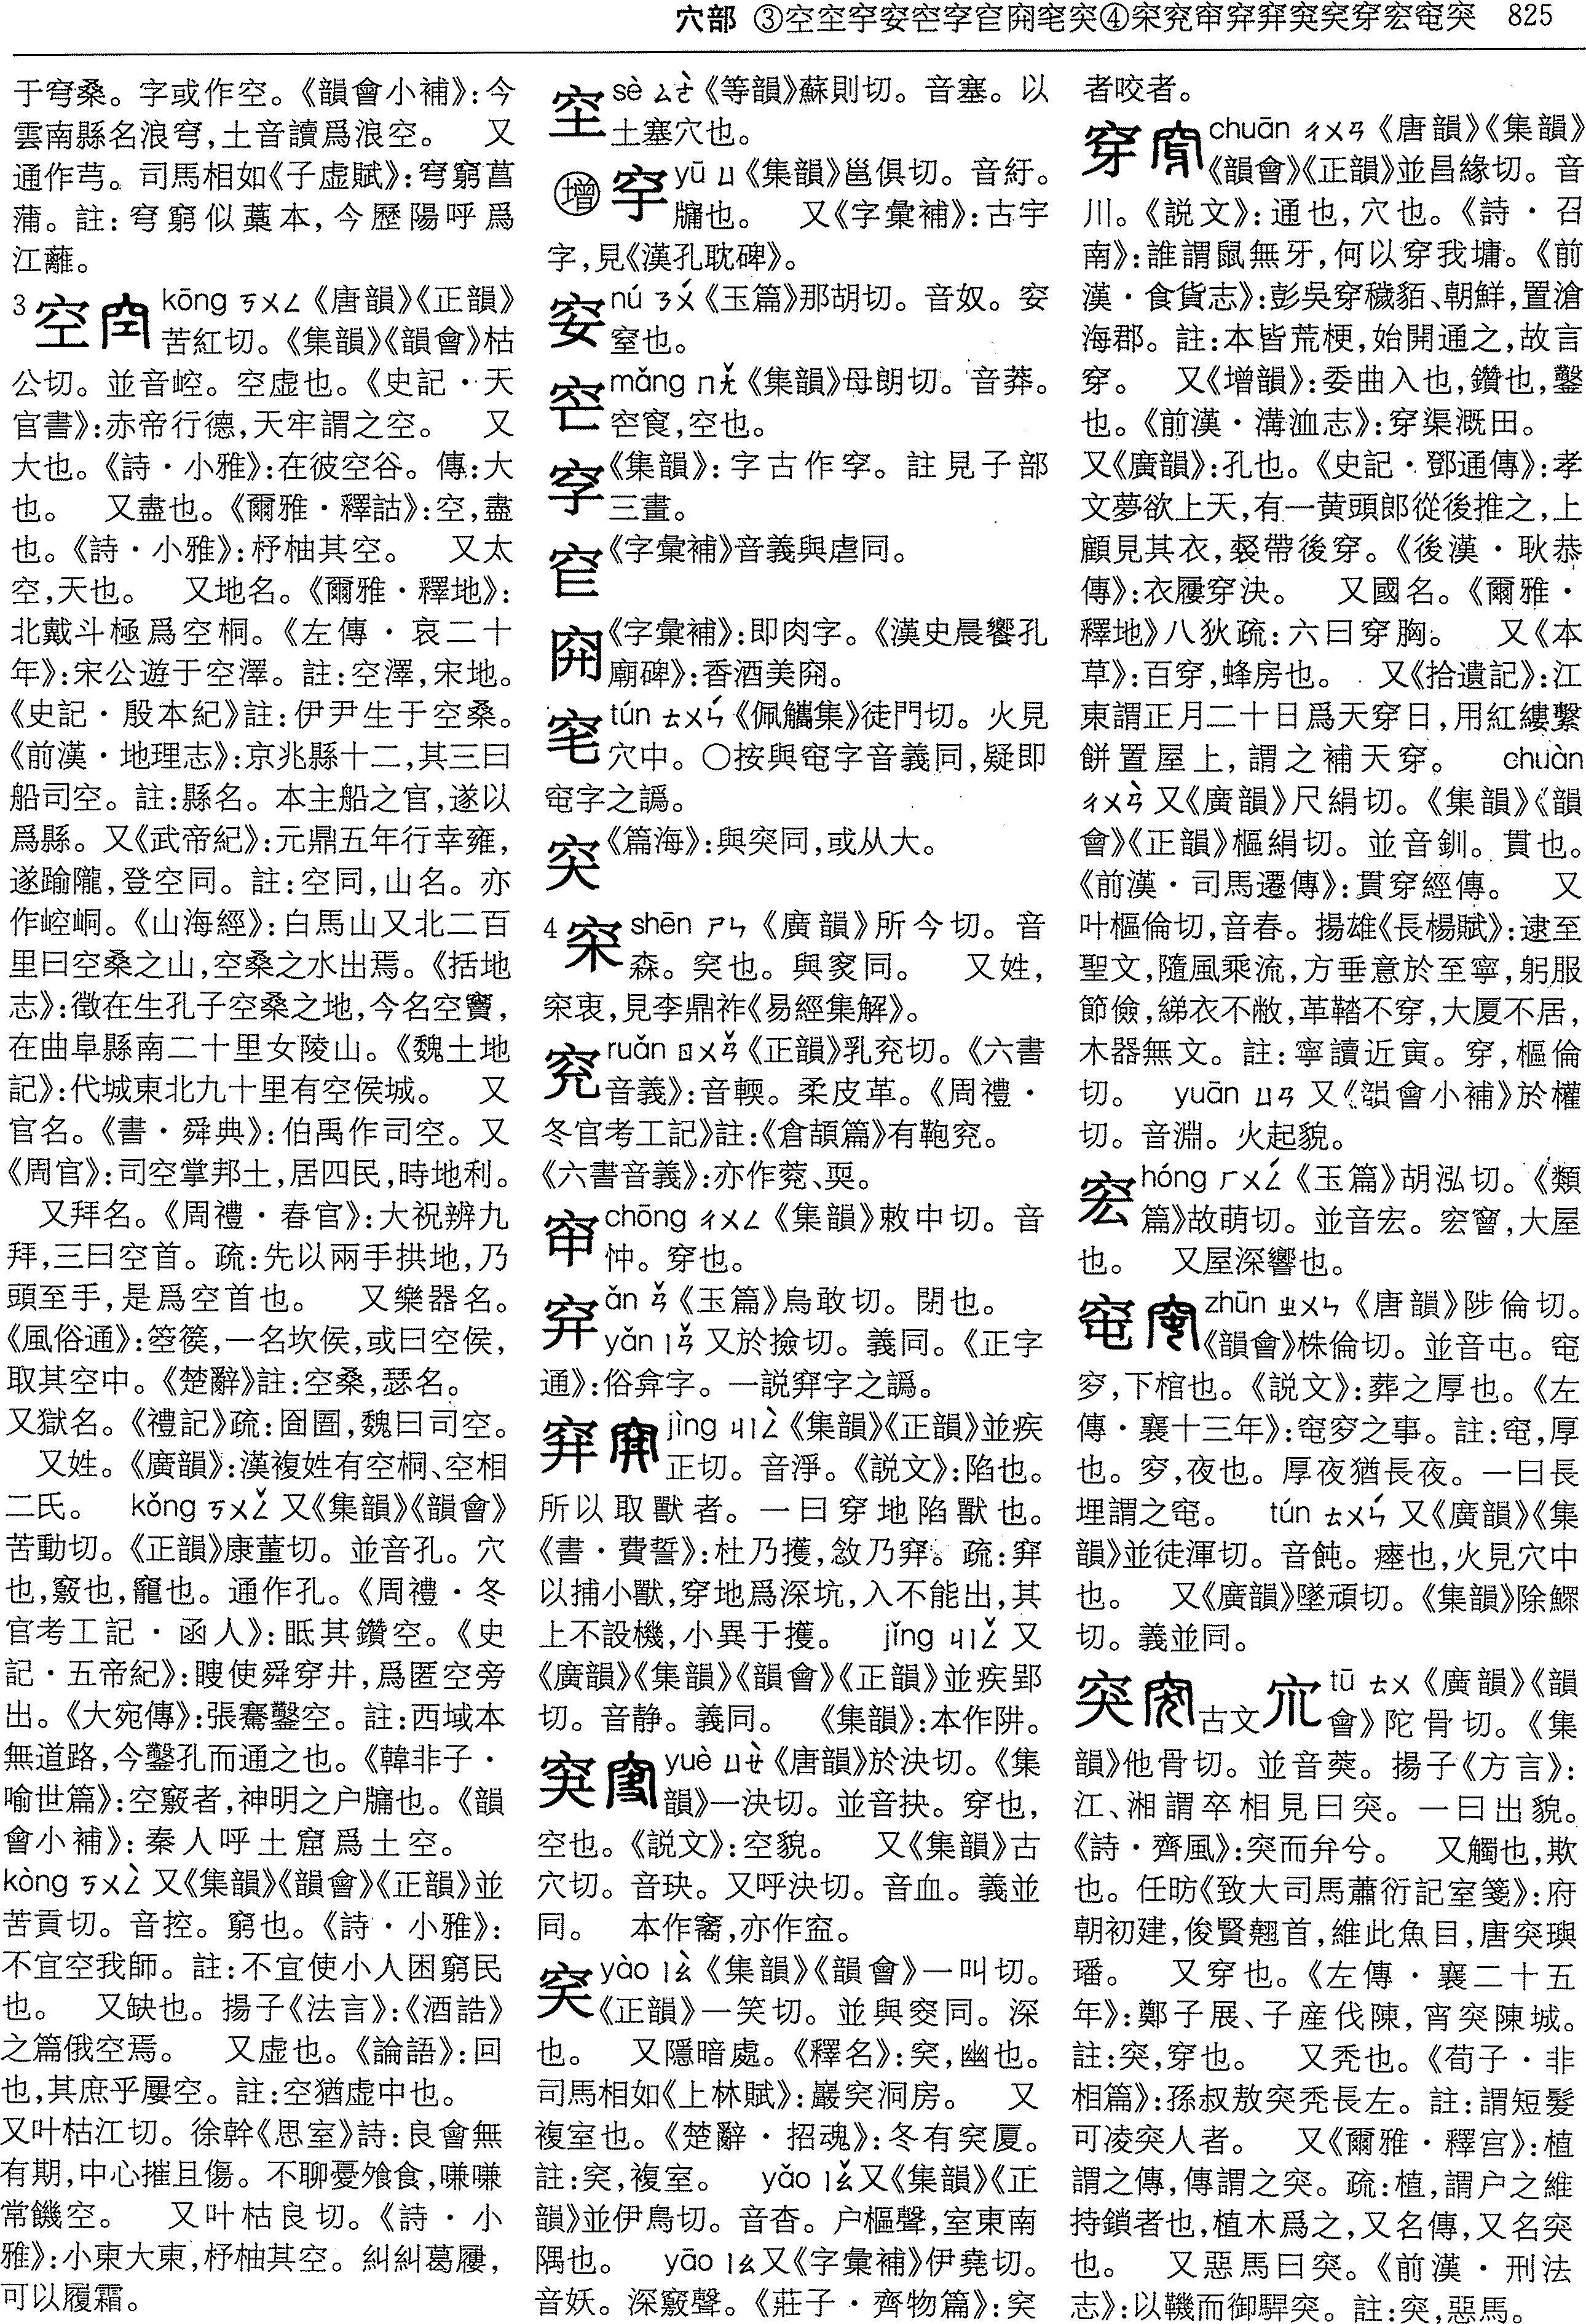 穴部 ③空穵穻㚢𥤱𥤮𥤰𥤯穼④㴱窀突 825
于穹桑。字或作空。《韻會小補》:今
雲南縣名浪穹,土音讀爲浪空。 又
通作芎。司馬相如《子虛賦》:穹窮菖
蒲。註:穹窮似藁本,今歷陽呼爲
江蘺。
3空 kōng ㄎㄨㄥ《唐韻》《正韻》
苦紅切。《集韻》《韻會》枯
公切。並音崆。空虛也。《史記·天
官書》:赤帝行德,天牢謂之空。 又
大也。《詩·小雅》:在彼空谷。傳:大
也。 又盡也。《爾雅·釋詁》:空,盡
也。《詩·小雅》:杼柚其空。 又太
空,天也。 又地名。《爾雅·釋地》:
北戴斗極爲空桐。《左傳·哀二十
年》:宋公遊于空澤。註:空澤,宋地。
《史記·殷本紀》註:伊尹生于空桑。
《前漢·地理志》:京兆縣十二,其三曰
船司空。註:縣名。本主船之官,遂以
爲縣。又《武帝紀》:元鼎五年行幸雍,
遂踰隴,登空同。註:空同,山名。亦
作崆峒。《山海經》:白馬山又北二百
里曰空桑之山,空桑之水出焉。《括地
志》:徵在生孔子空桑之地,今名空竇,
在曲阜縣南二十里女陵山。《魏土地
記》:代城東北九十里有空侯城。 又
官名。《書·舜典》:伯禹作司空。又
《周官》:司空掌邦土,居四民,時地利。
又拜名。《周禮·春官》:大祝辨九
拜,三曰空首。疏:先以兩手拱地,乃
頭至手,是爲空首也。 又樂器名。
《風俗通》:箜篌,一名坎侯,或曰空侯,
取其空中。《楚辭》註:空桑,瑟名。
又獄名。《禮記》疏:囹圄,魏曰司空。
又姓。《廣韻》:漢複姓有空桐、空相
二氏。 kǒng ㄎㄨㄥˇ又《集韻》《韻會》
苦動切。《正韻》康董切。並音孔。穴
也,竅也,竉也。通作孔。《周禮·冬
官考工記·函人》:眡其鑽空。《史
記·五帝紀》:瞍使舜穿井,爲匿空旁
出。《大宛傳》:張騫鑿空。註:西域本
無道路,今鑿孔而通之也。《韓非子·
喻世篇》:空竅者,神明之户牖也。《韻
會小補》:秦人呼土窟爲土空。
kòng ㄎㄨㄥˋ又《集韻》《韻會》《正韻》並
苦貢切。音控。窮也。《詩·小雅》:
不宜空我師。註:不宜使小人困窮民
也。 又缺也。揚子《法言》:《酒誥》
之篇俄空焉。 又虛也。《論語》:回
也,其庶乎屢空。註:空猶虛中也。
又叶枯江切。徐幹《思室》詩:良會無
有期,中心摧且傷。不聊憂飧食,嗛嗛
常饑空。 又叶枯良切。《詩·小
雅》:小東大東,杼柚其空。糾糾葛屨,
可以履霜。
sè ㄙㄜˋ《等韻》蘇則切。音塞。以
土塞穴也。
增 穻 yū ㄩ《集韻》邕俱切。音紆。
牖也。 又《字彙補》:古宇
字,見《漢孔耽碑》。
nú ㄋㄨˊ《玉篇》那胡切。音奴。
窒也。
mǎng ㄇㄤˇ《集韻》母朗切。音莽。
空也。
《集韻》:字古作。註見子部
三畫。
《字彙補》音義與虐同。
《字彙補》:即肉字。《漢史晨饗孔
廟碑》:香酒美。
tún ㄊㄨㄣˊ《佩觿集》徒門切。火見
穴中。〇按與窀字音義同,疑即
窀字之譌。
《篇海》:與突同,或从大。
4 shēn ㄕㄣ《廣韻》所今切。音
森。突也。與同。 又姓,
衷,見李鼎祚《易經集解》。
ruǎn ㄖㄨㄢˇ《正韻》乳兗切。《六書
音義》:音輭。柔皮革。《周禮·
冬官考工記》註:《倉頡篇》有鞄。
《六書音義》:亦作、耎。
chōng ㄔㄨㄥ《集韻》敕中切。音
忡。穿也。
ǎn ㄢˇ《玉篇》烏敢切。閉也。
yǎn ㄧㄢˇ又於撿切。義同。《正字
通》:俗弇字。一説穽字之譌。
穽 jìng ㄐㄧㄥˋ《集韻》《正韻》並疾
正切。音淨。《説文》:陷也。
所以取獸者。一曰穿地陷獸也。
《書·費誓》:杜乃擭,敜乃穽。疏:穽
以捕小獸,穿地爲深坑,入不能出,其
上不設機,小異于擭。 jǐng ㄐㄧㄥˇ又
《廣韻》《集韻》《韻會》《正韻》並疾郢
切。音静。義同。 《集韻》:本作阱。
yuè ㄩㄝˋ《唐韻》於決切。《集
韻》一決切。並音抉。穿也,
空也。《説文》:空貌。 又《集韻》古
穴切。音玦。又呼決切。音血。義並
同。 本作,亦作。
突 yào ㄧㄠˋ《集韻》《韻會》一叫切。
《正韻》一笑切。並與窔同。深
也。 又隱暗處。《釋名》:突,幽也。
司馬相如《上林賦》:巖突洞房。 又
複室也。《楚辭·招魂》:冬有突厦。
註:突,複室。 yǎo ㄧㄠˇ又《集韻》《正
韻》並伊鳥切。音杳。户樞聲,室東南
隅也。 yāo ㄧㄠ又《字彙補》伊堯切。
音妖。深竅聲。《莊子·齊物篇》:突
者咬者。
穿 chuān ㄔㄨㄢ《唐韻》《集韻》
《韻會》《正韻》並昌緣切。音
川。《説文》:通也,穴也。《詩·召
南》:誰謂鼠無牙,何以穿我墉。《前
漢·食貨志》:彭吳穿穢貊、朝鮮,置滄
海郡。註:本皆荒梗,始開通之,故言
穿。 又《增韻》:委曲入也,鑽也,鑿
也。《前漢·溝洫志》:穿渠溉田。
又《廣韻》:孔也。《史記·鄧通傳》:孝
文夢欲上天,有一黄頭郎從後推之,上
顧見其衣,裻帶後穿。《後漢·耿恭
傳》:衣屨穿決。 又國名。《爾雅·
釋地》八狄疏:六曰穿胸。 又《本
草》:百穿,蜂房也。 又《拾遺記》:江
東謂正月二十日爲天穿日,用紅縷繫
餅置屋上,謂之補天穿。 chuàn
ㄔㄨㄢˋ又《廣韻》尺絹切。《集韻》《韻
會》《正韻》樞絹切。並音釧。貫也。
《前漢·司馬遷傳》:貫穿經傳。 又
叶樞倫切,音春。揚雄《長楊賦》:逮至
聖文,隨風乘流,方垂意於至寧,躬服
節儉,綈衣不敝,革鞜不穿,大厦不居,
木器無文。註:寧讀近寅。穿,樞倫
切。 yuān ㄩㄢ又《韻會小補》於權
切。音淵。火起貌。
宖 hóng ㄏㄨㄥˊ《玉篇》胡泓切。《類
篇》故萌切。並音宏。大屋
也。 又屋深響也。
窀 zhūn ㄓㄨㄣ《唐韻》陟倫切。
《韻會》株倫切。並音屯。窀
穸,下棺也。《説文》:葬之厚也。《左
傳·襄十三年》:窀穸之事。註:窀,厚
也。穸,夜也。厚夜猶長夜。一曰長
埋謂之窀。 tún ㄊㄨㄣˊ又《廣韻》《集
韻》並徒渾切。音飩。瘞也,火見穴中
也。 又《廣韻》墜頑切。《集韻》除鰥
切。義並同。
突 古文 tū ㄊㄨ《廣韻》《韻
會》陀骨切。《集
韻》他骨切。並音葖。揚子《方言》:
江、湘謂卒相見曰突。一曰出貌。
《詩·齊風》:突而弁兮。 又觸也,欺
也。任昉《致大司馬蕭衍記室箋》:府
朝初建,俊賢翹首,維此魚目,唐突璵
璠。 又穿也。《左傳·襄二十五
年》:鄭子展、子産伐陳,宵突陳城。
註:突,穿也。 又禿也。《荀子·非
相篇》:孫叔敖突禿長左。註:謂短髮
可凌突人者。 又《爾雅·釋宫》:植
謂之傳,傳謂之突。疏:植,謂户之維
持鎖者也,植木爲之,又名傳,又名突
也。 又惡馬曰突。《前漢·刑法
志》:以鞿而御駻突。註:突,惡馬。